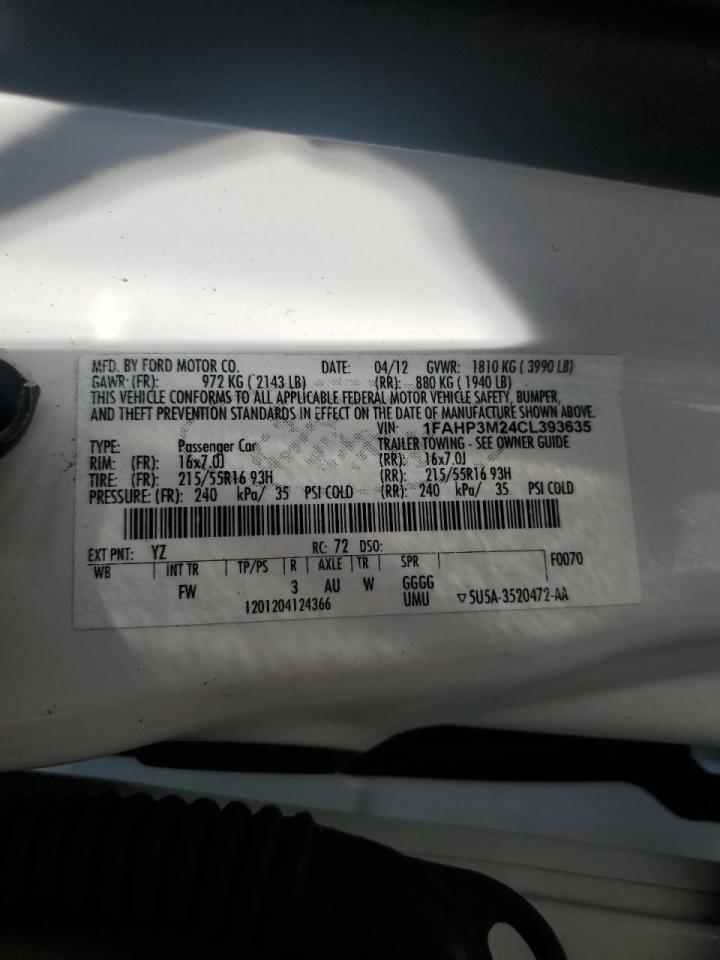 MFD. BY FORD MOTOR CO. DATE: 04/12 GVWR: 1810 KG ( 3990 LB)
GAWR: (FR): 972 KG ( 2143 LB) (RR): 880 KG ( 1940 LB)
THIS VEHICLE CONFORMS TO ALL APPLICABLE FEDERAL MOTOR VEHICLE SAFETY, BUMPER,
AND THEFT PREVENTION STANDARDS IN EFFECT ON THE DATE OF MANUFACTURE SHOWN ABOVE.
VIN: 1FAHP3M24CL393635
TYPE: Passenger Car TRAILER TOWING - SEE OWNER GUIDE
RIM: (FR): 16x7.0J (RR): 16x7.0J
TIRE: (FR): 215/55R16 93H (RR): 215/55R16 93H
PRESSURE: (FR): 240 kPa/ 35 PSI COLD (RR): 240 kPa/ 35 PSI COLD
EXT PNT: YZ RC: 72 DSO: F0070
WB INT TR TP/PS R AXLE TR SPR
FW 3 AU W GGGG
1201204124366 UMU ▽5U5A-3520472-AA